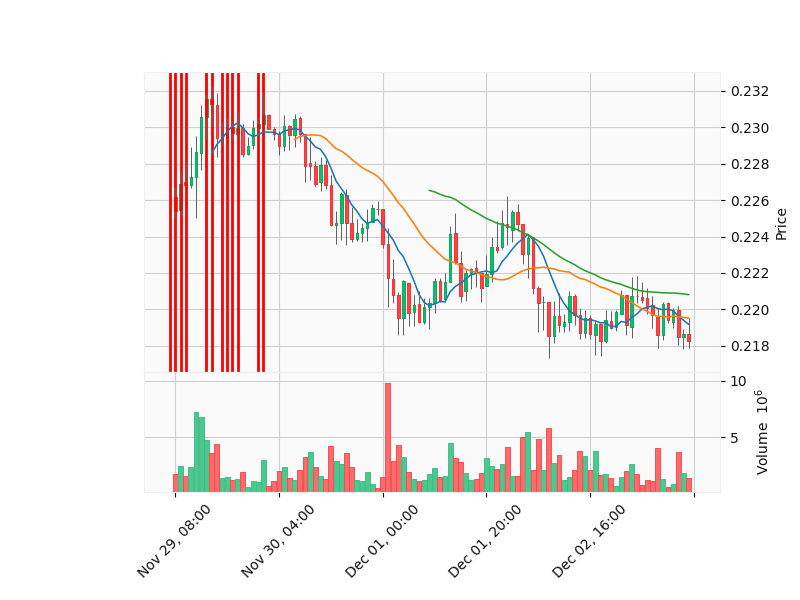 0.232
0.230
0.228
0.226
0.224
0.222
0.220
0.218
Price
10
5
Volume 10⁶
Nov 29, 08:00
Nov 30, 04:00
Dec 01, 00:00
Dec 01, 20:00
Dec 02, 16:00